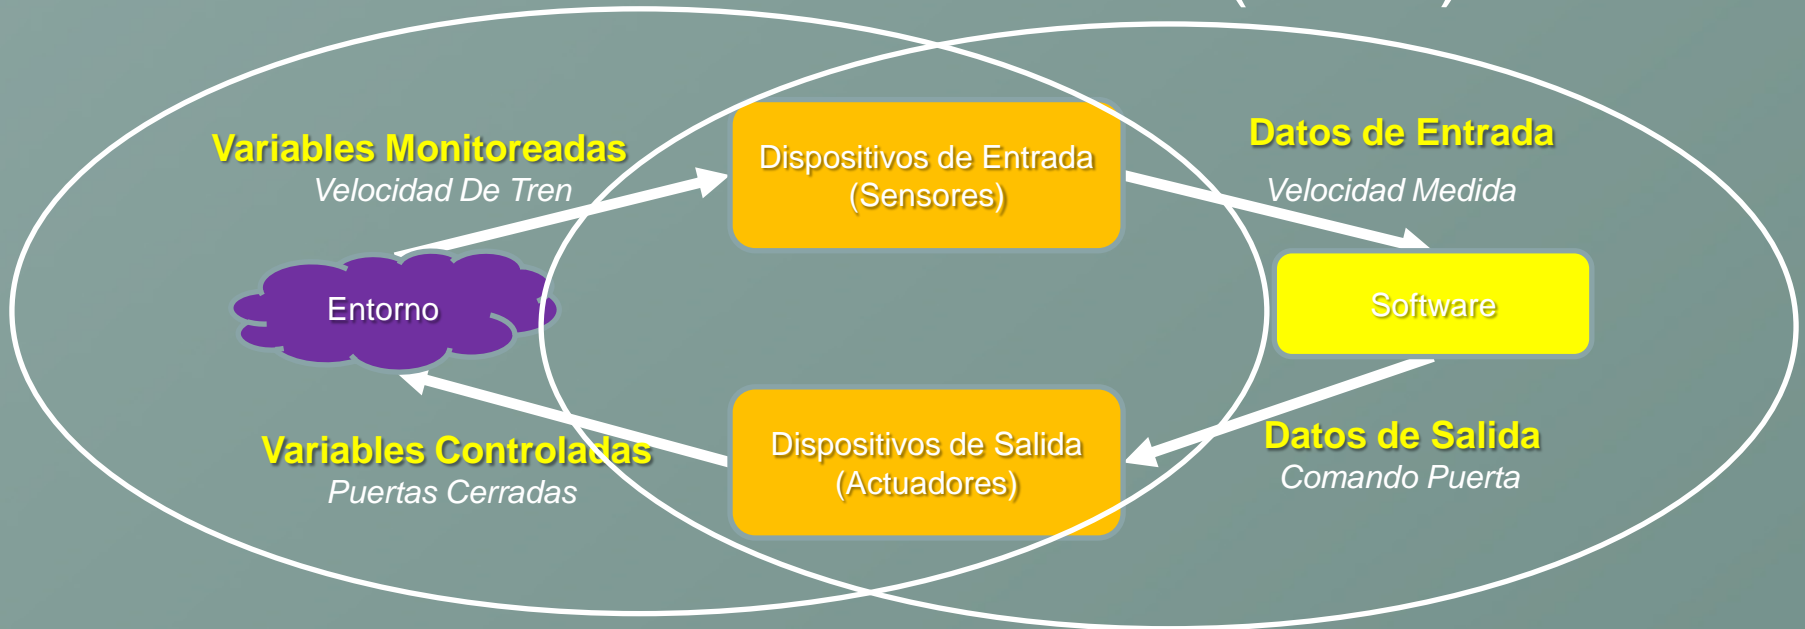 Variables Monitoreadas
Velocidad De Tren
Dispositivos de Entrada
(Sensores)
Datos de Entrada
Velocidad Medida
Entorno
Software
Variables Controladas
Puertas Cerradas
Dispositivos de Salida
(Actuadores)
Datos de Salida
Comando Puerta